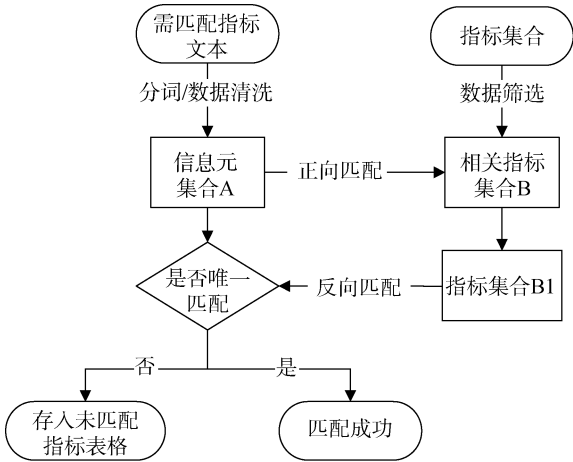 需匹配指标
文本
指标集合
分词/数据清洗
数据筛选
信息元
集合A
正向匹配
相关指标
集合B
是否唯一
匹配
反向匹配
指标集合B1
否
是
存入未匹配
指标表格
匹配成功